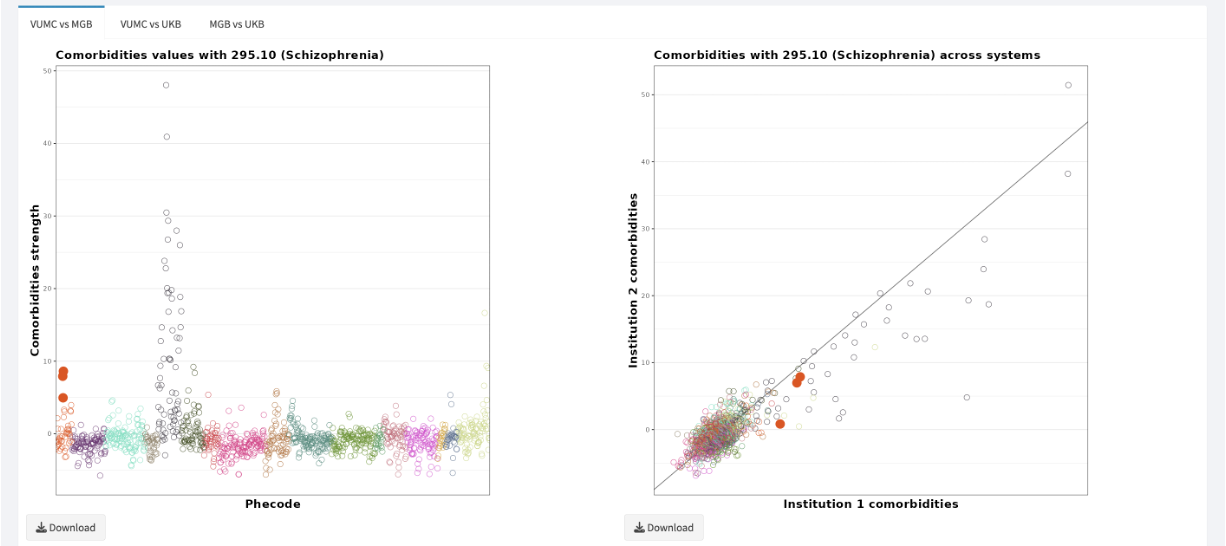 VUMC vs MGB VUMC vs UKB MGB vs UKB
Comorbidities values with 295.10 (Schizophrenia)
50
40
30
20
10
0
Comorbidities strength
Phecode
Download
Comorbidities with 295.10 (Schizophrenia) across systems
50
40
30
20
10
0
Institution 2 comorbidities
Institution 1 comorbidities
Download